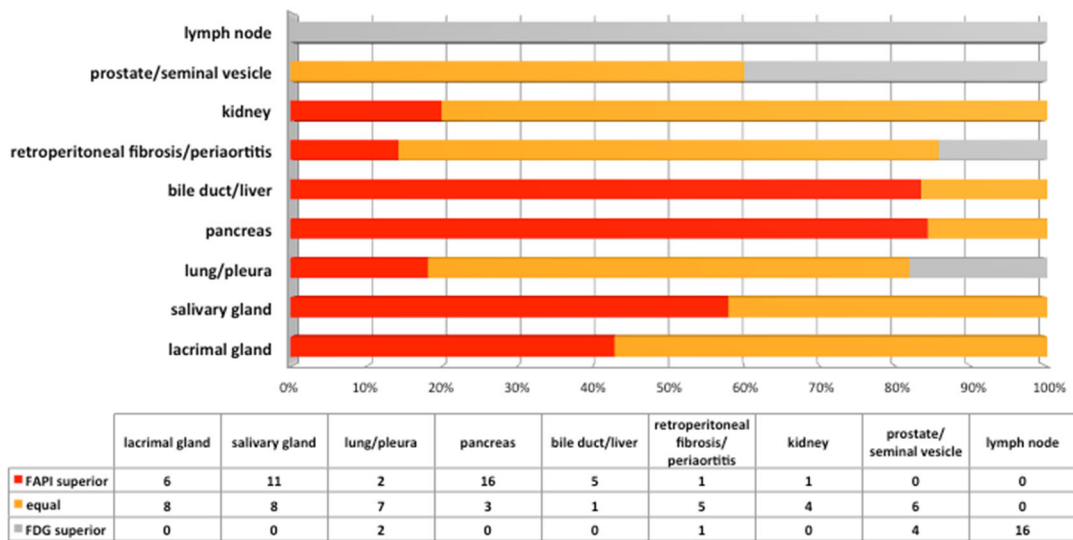 lymph node
prostate/seminal vesicle
kidney
retroperitoneal fibrosis/periaortitis
bile duct/liver
pancreas
lung/pleura
salivary gland
lacrimal gland
0% 10% 20% 30% 40% 50% 60% 70% 80% 90% 100%
lacrimal gland salivary gland lung/pleura pancreas bile duct/liver retroperitoneal fibrosis/ periaortitis kidney prostate/ seminal vesicle lymph node
FAPI superior 6 11 2 16 5 1 1 0 0
equal 8 8 7 3 1 5 4 6 0
FDG superior 0 0 2 0 0 1 0 4 16